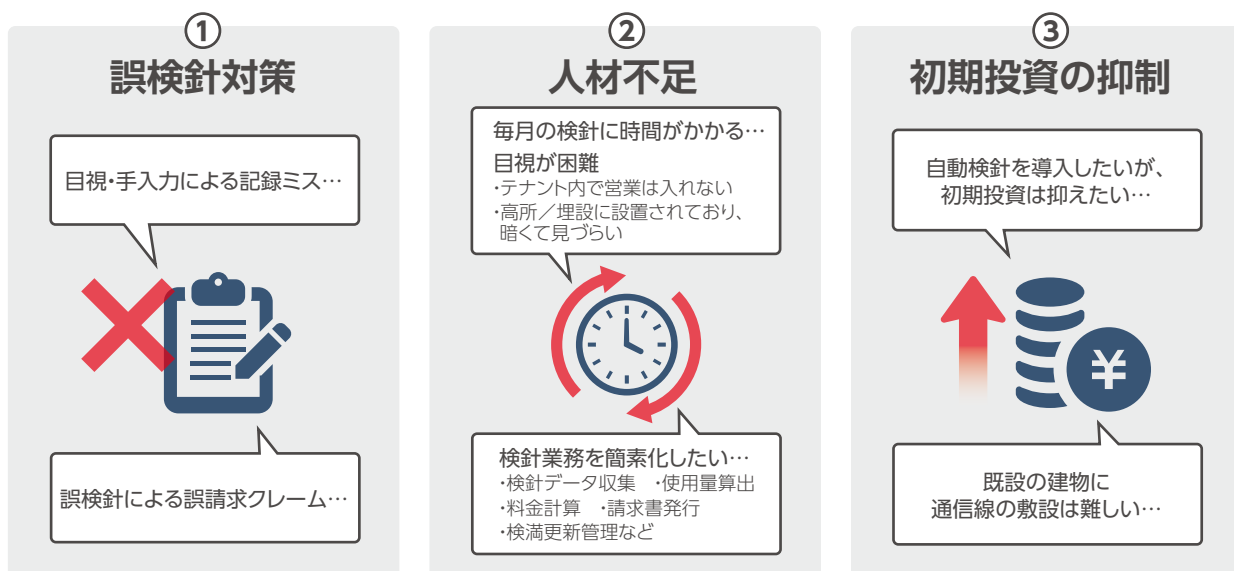 ①
誤検針対策
目視・手入力による記録ミス…
誤検針による誤請求クレーム…
②
人材不足
毎月の検針に時間がかかる…
目視が困難
・テナント内で営業は入れない
・高所／埋設に設置されており、
暗くて見づらい
検針業務を簡素化したい…
・検針データ収集　・使用量算出
・料金計算　・請求書発行
・検満更新管理など
③
初期投資の抑制
自動検針を導入したいが、
初期投資は抑えたい…
¥
既設の建物に
通信線の敷設は難しい…